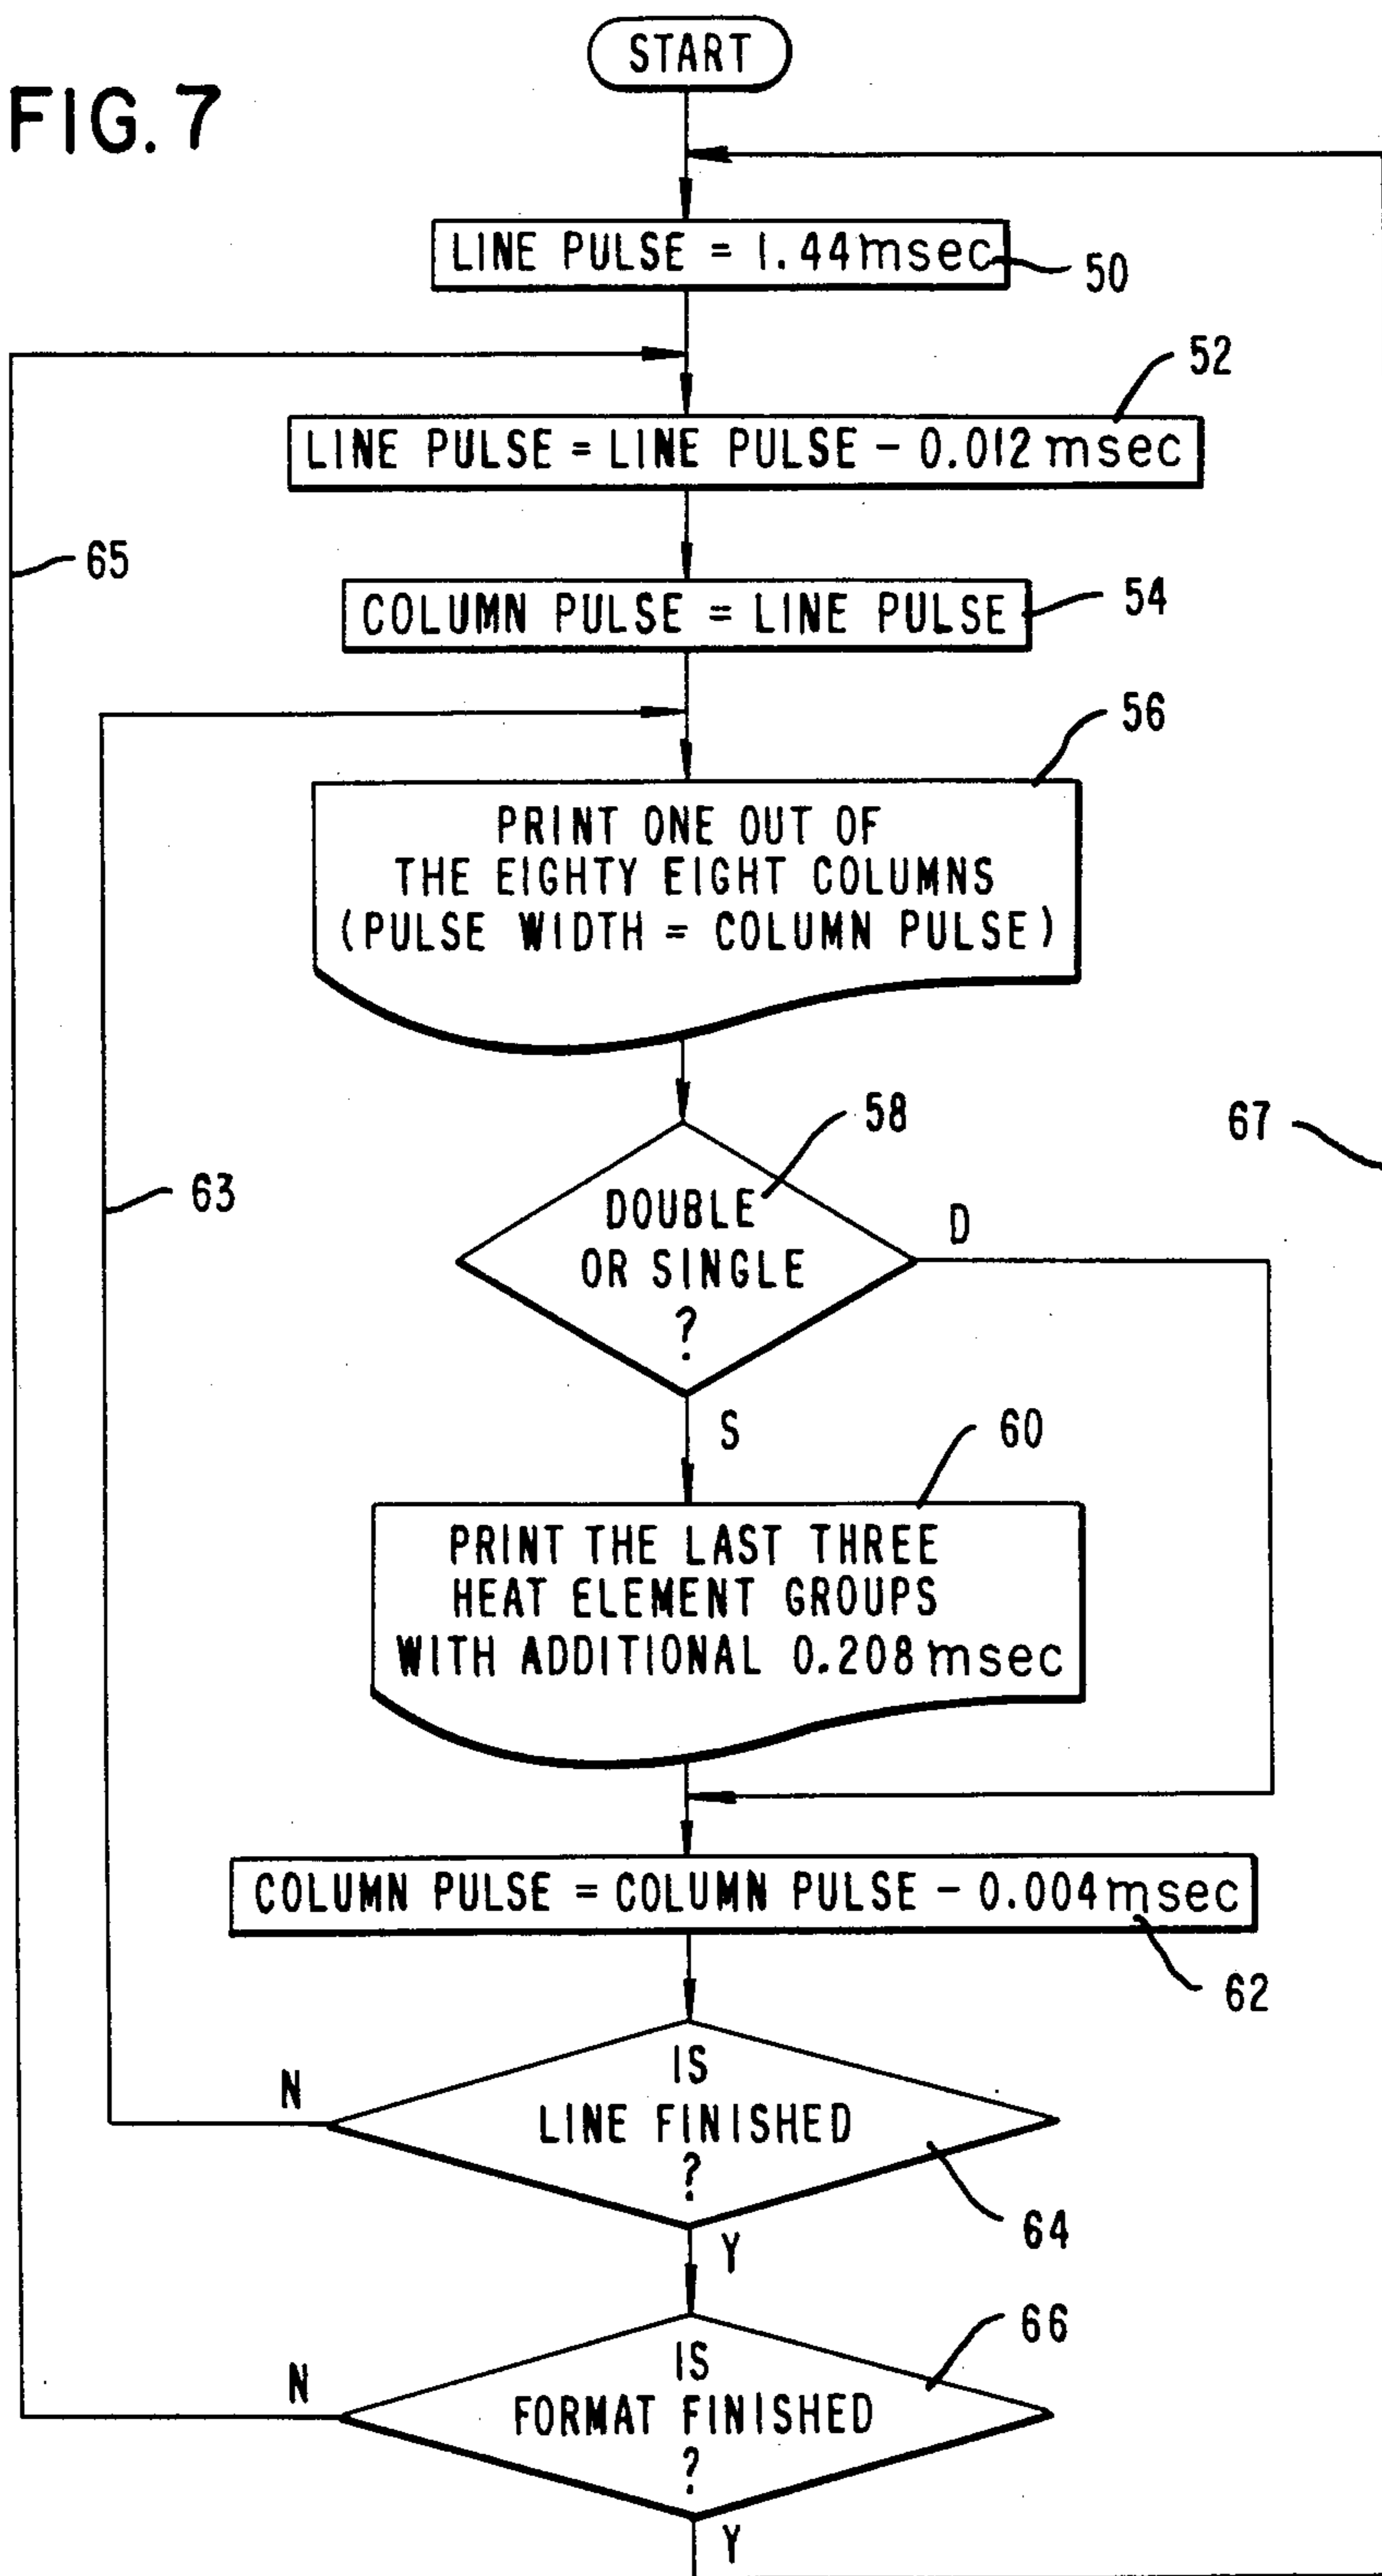 START
FIG. 7
LINE PULSE = 1.44 msec
50
52
LINE PULSE = LINE PULSE - 0.012 msec
65
54
COLUMN PULSE = LINE PULSE
56
PRINT ONE OUT OF
THE EIGHTY EIGHT COLUMNS
(PULSE WIDTH = COLUMN PULSE)
58
67
63
DOUBLE
OR SINGLE
?
D
S
60
PRINT THE LAST THREE
HEAT ELEMENT GROUPS
WITH ADDITIONAL 0.208 msec
COLUMN PULSE = COLUMN PULSE - 0.004 msec
62
IS
LINE FINISHED
?
N
64
Y
66
IS
FORMAT FINISHED
?
N
Y